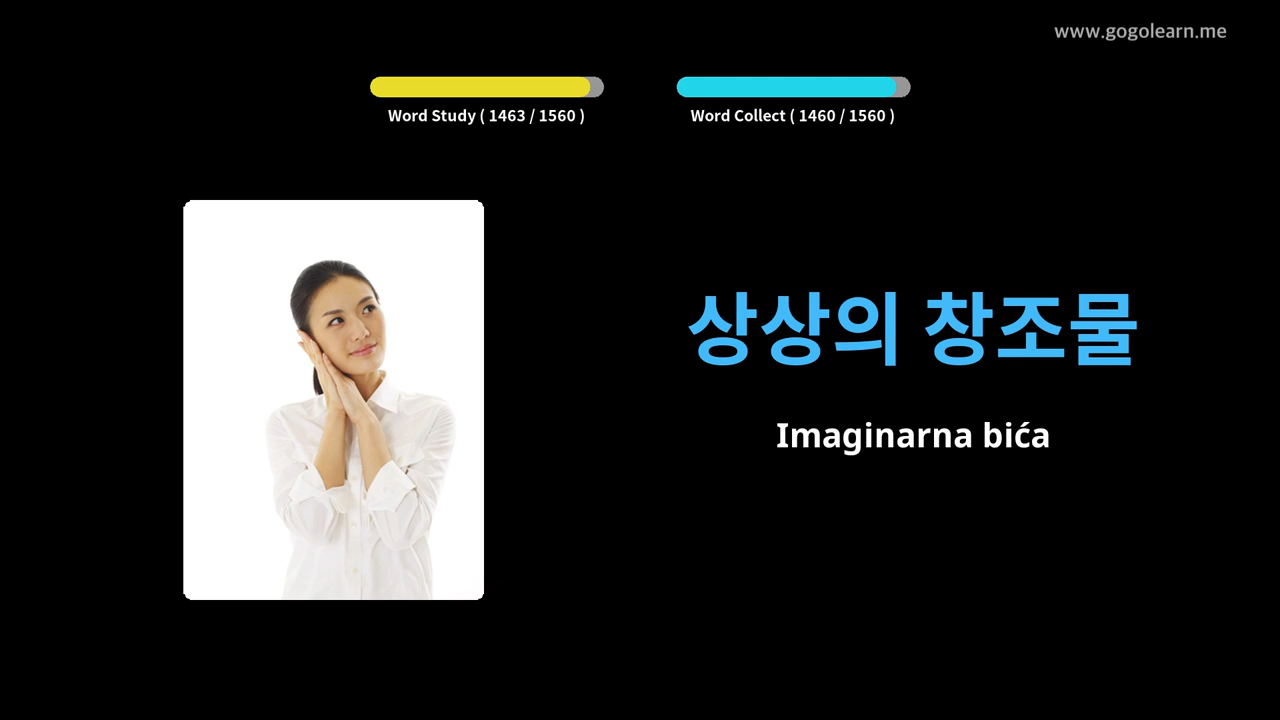 www.gogolearn.me
Word Study ( 1463 / 1560 )
Word Collect ( 1460 / 1560 )
상상의 창조물
Imaginarna bića